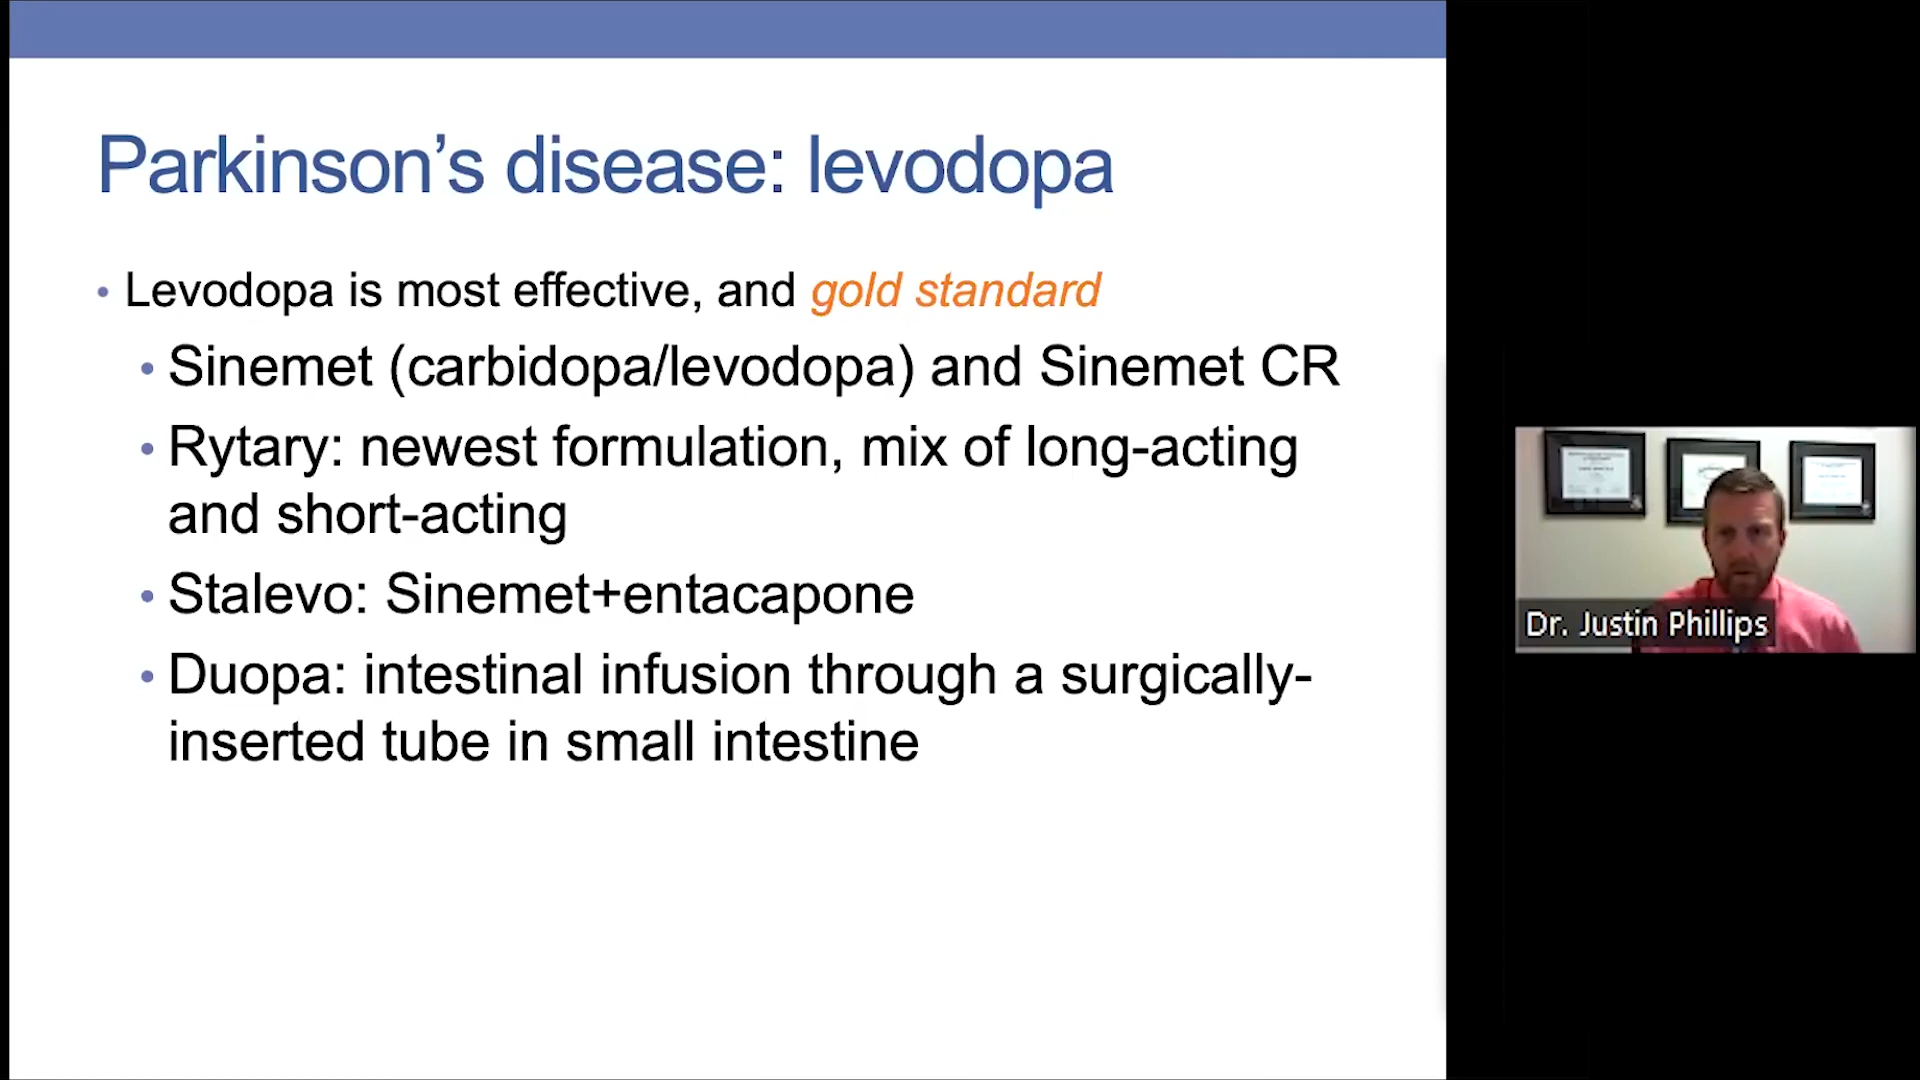 Parkinson’s disease: levodopa
• Levodopa is most effective, and gold standard
• Sinemet (carbidopa/levodopa) and Sinemet CR
• Rytary: newest formulation, mix of long-acting
and short-acting
• Stalevo: Sinemet+entacapone
• Duopa: intestinal infusion through a surgically-
inserted tube in small intestine
Dr. Justin Phillips